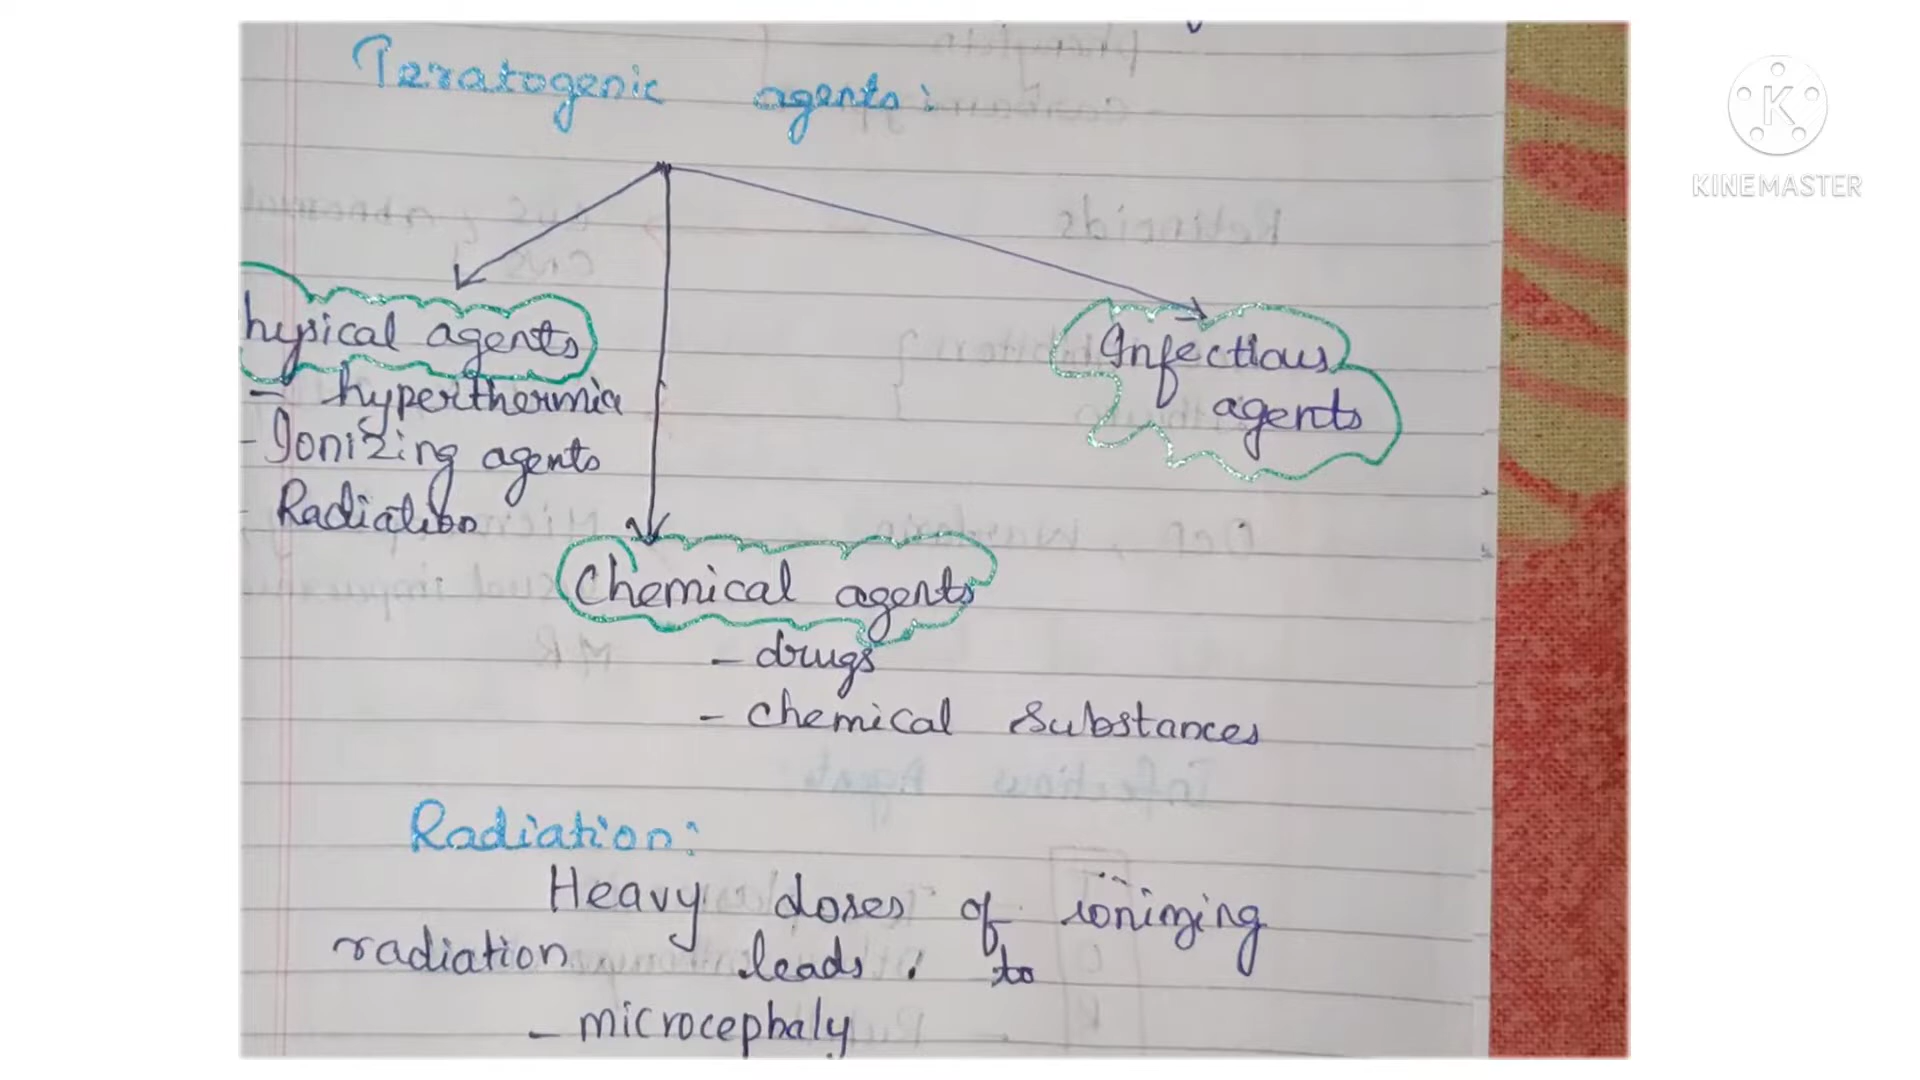 Teratogenic agents:
hysical agents
- hyperthermia
- Ionizing agents
- Radiation
Infectious
agents
Chemical agents
- drugs
- chemical substances
Radiation:
Heavy doses of ionizing
radiation leads to
- microcephaly
K
KINEMASTER